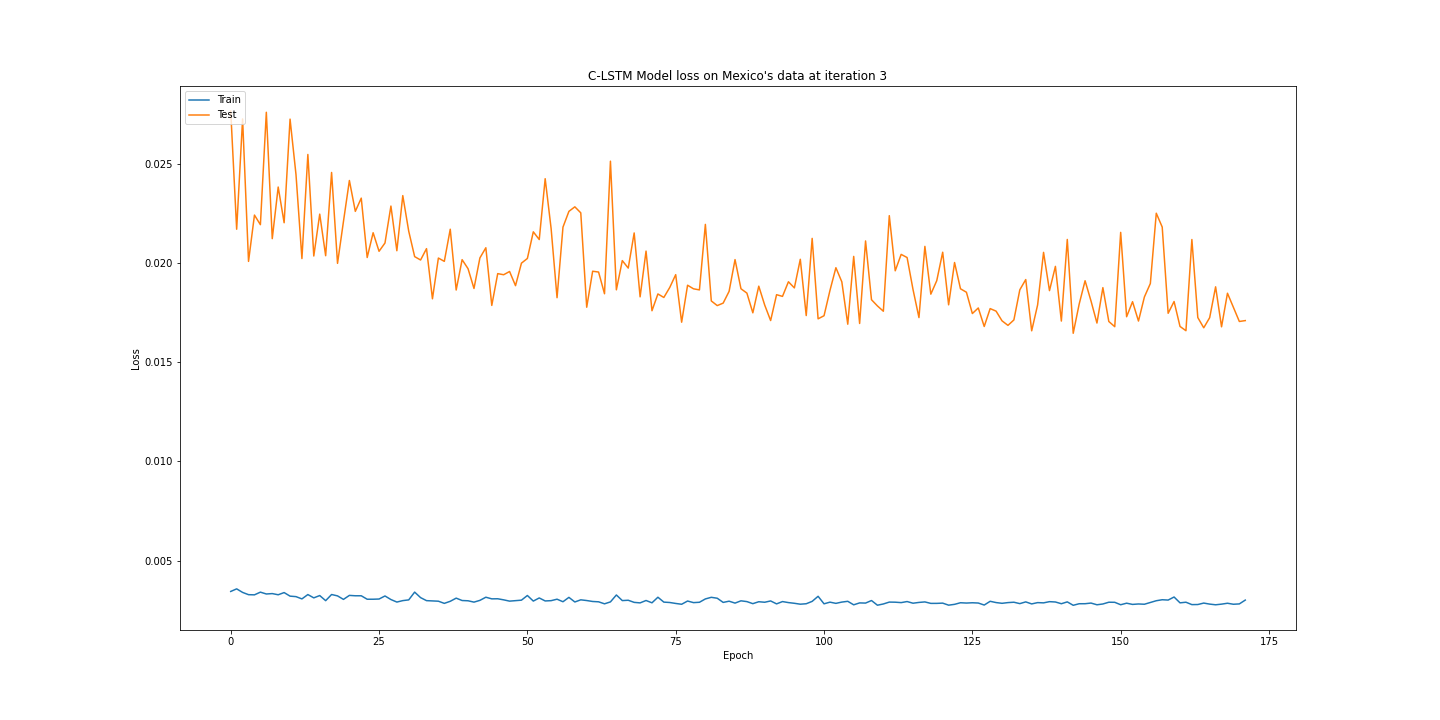 C-LSTM Model loss on Mexico's data at iteration 3
Train
Test
0.025
0.020
0.015
0.010
0.005
Loss
0 25 50 75 100 125 150 175
Epoch